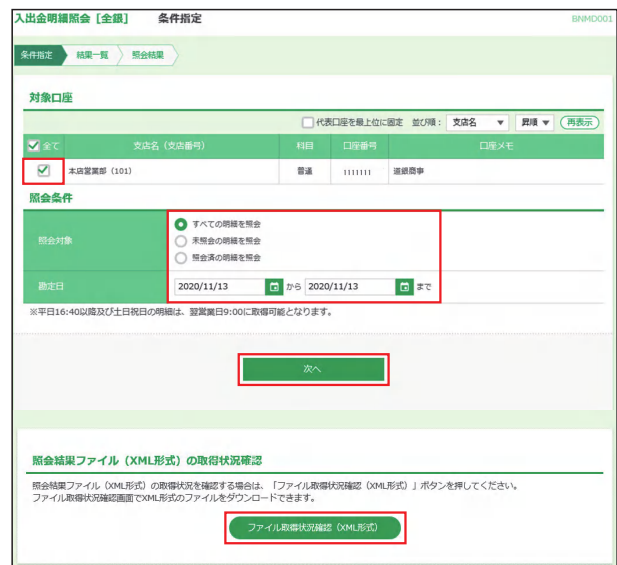 入出金明細照会［全銀］ 条件指定 BNMD001
条件指定 結果一覧 照会結果
対象口座
代表口座を最上位に固定 並び順： 支店名 ▼ 昇順 ▼ 再表示
全て 支店名（支店番号） 科目 口座番号 口座メモ
本店営業部（101） 普通 1111111 道銀商事
照会条件
照会対象
すべての明細を照会
未照会の明細を照会
照会済の明細を照会
勘定日 2020/11/13 から 2020/11/13 まで
※平日16:40以降及び土日祝日の明細は、翌営業日9:00に取得可能となります。
次へ
照会結果ファイル（XML形式）の取得状況確認
照会結果ファイル（XML形式）の取得状況を確認する場合は、「ファイル取得状況確認（XML形式）」ボタンを押してください。
ファイル取得状況確認画面でXML形式のファイルをダウンロードできます。
ファイル取得状況確認（XML形式）